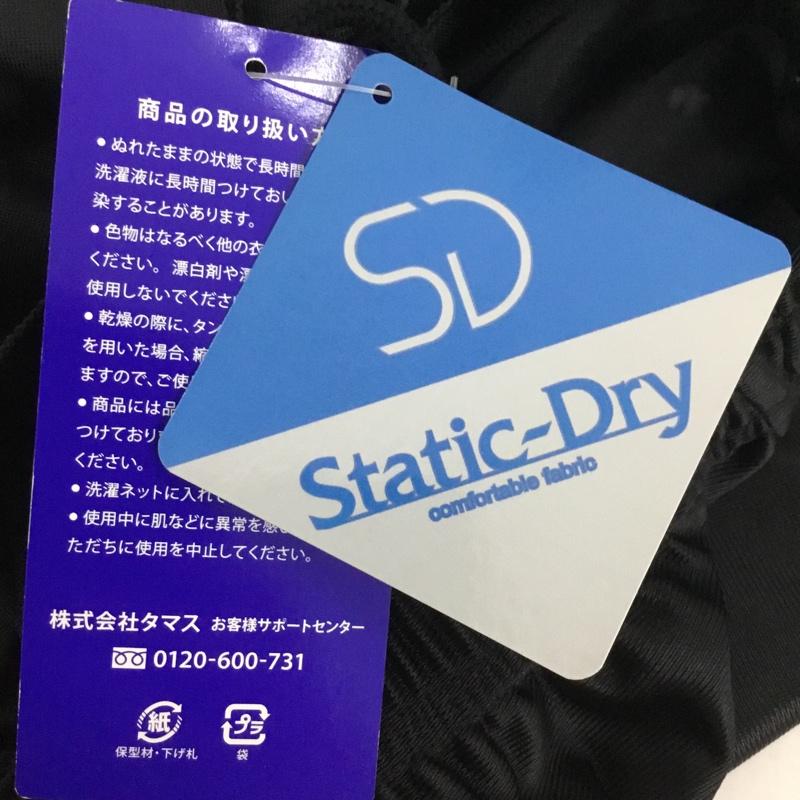 商品の取り扱い方
●ぬれたままの状態で長時間
洗濯液に長時間つけておい
染することがあります。
●色物はなるべく他の衣
ください。漂白剤や
使用しないでくださ
●乾燥の際に、タン
を用いた場合、縮
ますので、ご使
●商品には品
つけており
ください。
●洗濯ネットに入れ
●使用中に肌などに異常を感
ただちに使用を中止してください。
株式会社タマス お客様サポートセンター
0120-600-731
紙
保型材・下げ札
プラ
袋
SD
Static-Dry
comfortable fabric